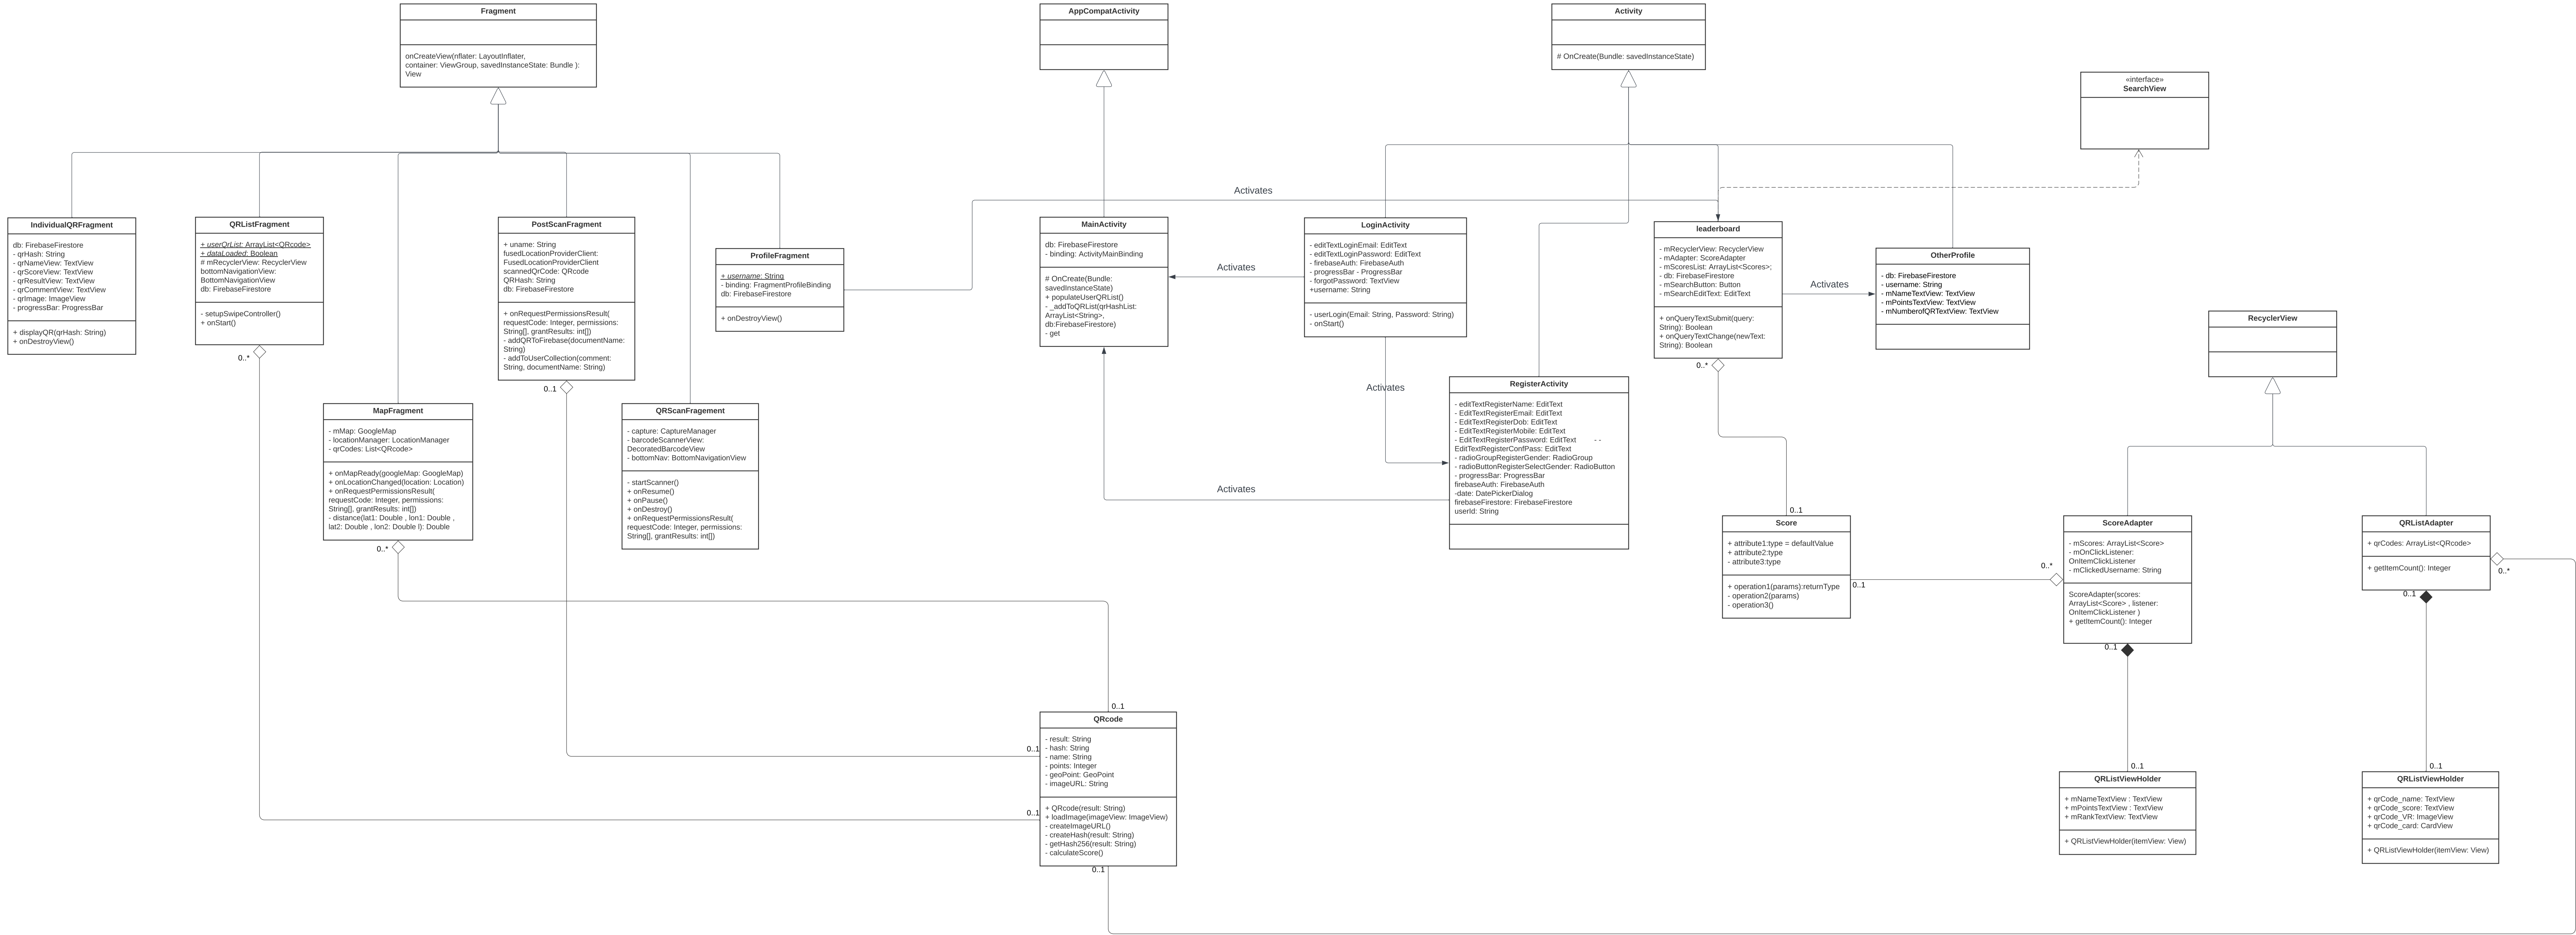 Fragment
onCreateView(nflater: LayoutInflater,
container: ViewGroup, savedInstanceState: Bundle ):
View
AppCompatActivity
Activity
# OnCreate(Bundle: savedInstanceState)
«interface»
SearchView
Activates
IndividualQRFragment
db: FirebaseFirestore
- qrHash: String
- qrNameView: TextView
- qrScoreView: TextView
- qrResultView: TextView
- qrCommentView: TextView
- qrImage: ImageView
- progressBar: ProgressBar
+ displayQR(qrHash: String)
+ onDestroyView()
QRListFragment
+ userQrList: ArrayList<QRcode>
+ dataLoaded: Boolean
# mRecyclerView: RecyclerView
bottomNavigationView:
BottomNavigationView
db: FirebaseFirestore
- setupSwipeController()
+ onStart()
0..*
PostScanFragment
+ uname: String
fusedLocationProviderClient:
FusedLocationProviderClient
scannedQrCode: QRcode
QRHash: String
db: FirebaseFirestore
+ onRequestPermissionsResult(
requestCode: Integer, permissions:
String[], grantResults: int[])
- addQRToFirebase(documentName:
String)
- addToUserCollection(comment:
String, documentName: String)
0..1
ProfileFragment
+ username: String
- binding: FragmentProfileBinding
db: FirebaseFirestore
+ onDestroyView()
MainActivity
db: FirebaseFirestore
- binding: ActivityMainBinding
# OnCreate(Bundle:
savedInstanceState)
+ populateUserQRList()
- _addToQRList(qrHashList:
ArrayList<String>,
db:FirebaseFirestore)
- get
Activates
LoginActivity
- editTextLoginEmail: EditText
- editTextLoginPassword: EditText
- firebaseAuth: FirebaseAuth
- progressBar - ProgressBar
- forgotPassword: TextView
+username: String
- userLogin(Email: String, Password: String)
- onStart()
Activates
leaderboard
- mRecyclerView: RecyclerView
- mAdapter: ScoreAdapter
- mScoresList: ArrayList<Scores>;
- db: FirebaseFirestore
- mSearchButton: Button
- mSearchEditText: EditText
+ onQueryTextSubmit(query:
String): Boolean
+ onQueryTextChange(newText:
String): Boolean
0..*
Activates
OtherProfile
- db: FirebaseFirestore
- username: String
- mNameTextView: TextView
- mPointsTextView: TextView
- mNumberofQRTextView: TextView
RecyclerView
MapFragment
- mMap: GoogleMap
- locationManager: LocationManager
- qrCodes: List<QRcode>
+ onMapReady(googleMap: GoogleMap)
+ onLocationChanged(location: Location)
+ onRequestPermissionsResult(
requestCode: Integer, permissions:
String[], grantResults: int[])
- distance(lat1: Double , lon1: Double ,
lat2: Double , lon2: Double l): Double
0..*
QRScanFragement
- capture: CaptureManager
- barcodeScannerView:
DecoratedBarcodeView
- bottomNav: BottomNavigationView
- startScanner()
+ onResume()
+ onPause()
+ onDestroy()
+ onRequestPermissionsResult(
requestCode: Integer, permissions:
String[], grantResults: int[])
Activates
RegisterActivity
- editTextRegisterName: EditText
- EditTextRegisterEmail: EditText
- EditTextRegisterDob: EditText
- EditTextRegisterMobile: EditText
- EditTextRegisterPassword: EditText - -
EditTextRegisterConfPass: EditText
- radioGroupRegisterGender: RadioGroup
- radioButtonRegisterSelectGender: RadioButton
- progressBar: ProgressBar
firebaseAuth: FirebaseAuth
-date: DatePickerDialog
firebaseFirestore: FirebaseFirestore
userId: String
0..1
Score
+ attribute1:type = defaultValue
+ attribute2:type
- attribute3:type
+ operation1(params):returnType
- operation2(params)
- operation3()
0..1
0..*
ScoreAdapter
- mScores: ArrayList<Score>
- mOnClickListener:
OnItemClickListener
- mClickedUsername: String
ScoreAdapter(scores:
ArrayList<Score> , listener:
OnItemClickListener )
+ getItemCount(): Integer
0..1
QRListAdapter
+ qrCodes: ArrayList<QRcode>
+ getItemCount(): Integer
0..*
0..1
0..1
QRcode
- result: String
- hash: String
- name: String
- points: Integer
- geoPoint: GeoPoint
- imageURL: String
+ QRcode(result: String)
+ loadImage(imageView: ImageView)
- createImageURL()
- createHash(result: String)
- getHash256(result: String)
- calculateScore()
0..1
0..1
0..1
0..1
QRListViewHolder
+ mNameTextView : TextView
+ mPointsTextView : TextView
+ mRankTextView: TextView
+ QRListViewHolder(itemView: View)
0..1
QRListViewHolder
+ qrCode_name: TextView
+ qrCode_score: TextView
+ qrCode_VR: ImageView
+ qrCode_card: CardView
+ QRListViewHolder(itemView: View)